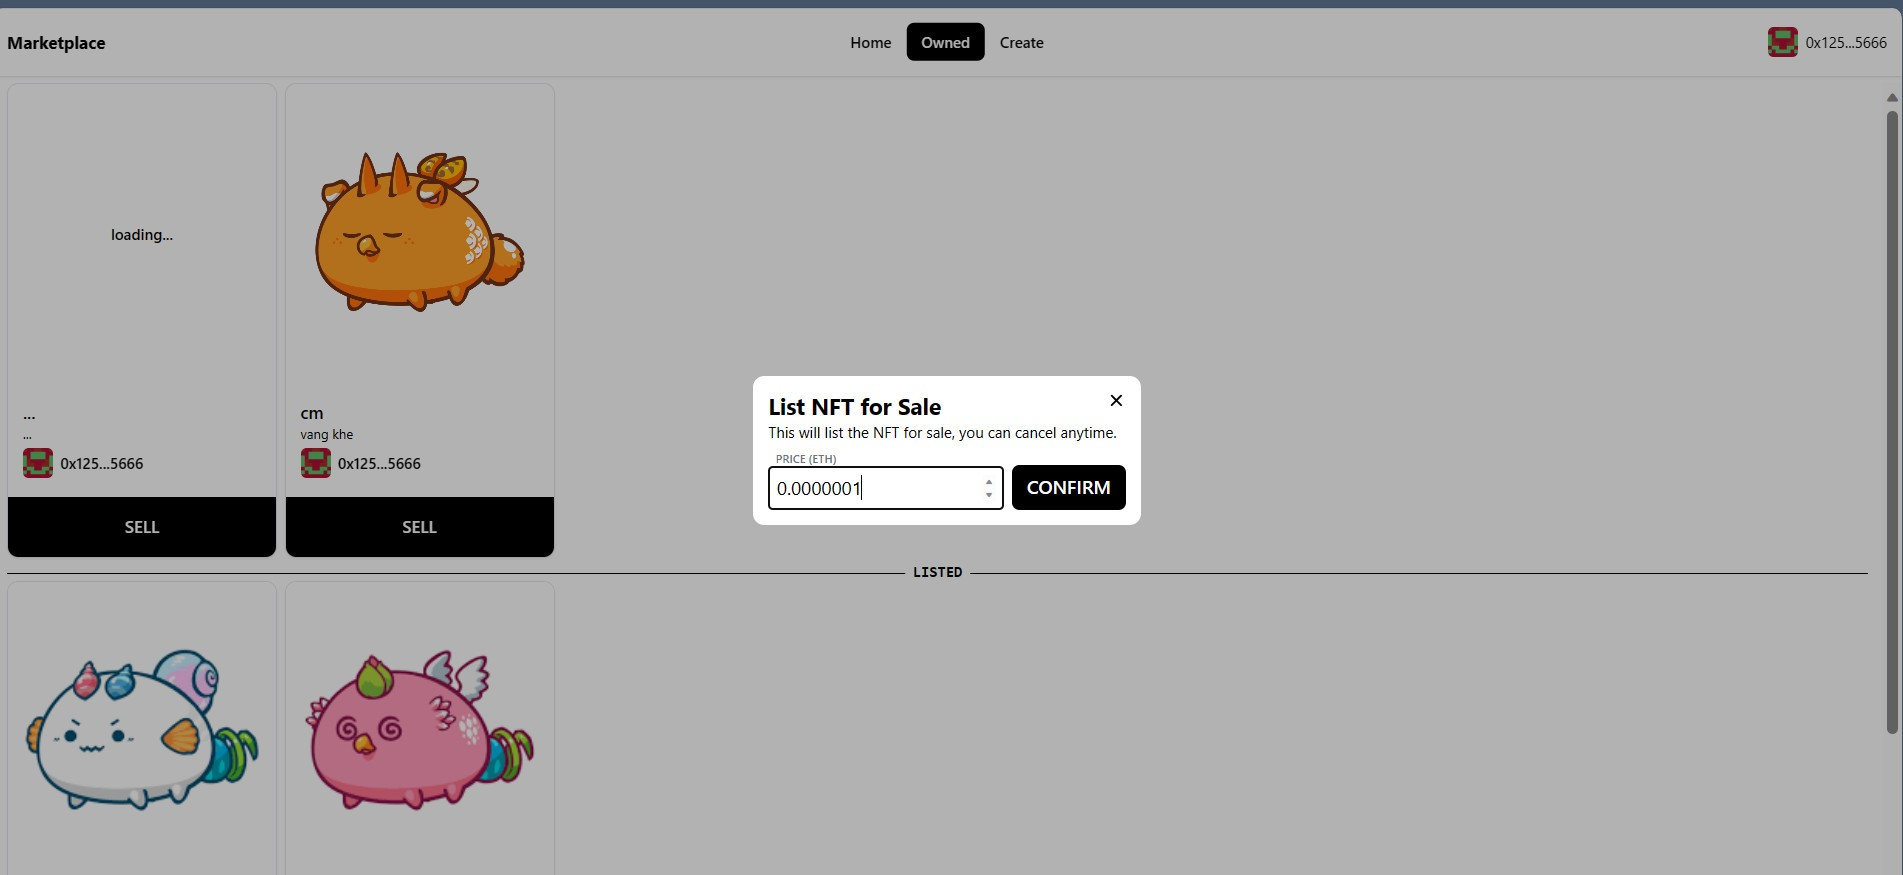 Marketplace
Home
Owned
Create
0x125...5666
loading...
...
...
0x125...5666
SELL
cm
vang khe
0x125...5666
SELL
List NFT for Sale
This will list the NFT for sale, you can cancel anytime.
PRICE (ETH)
0.0000001
CONFIRM
LISTED